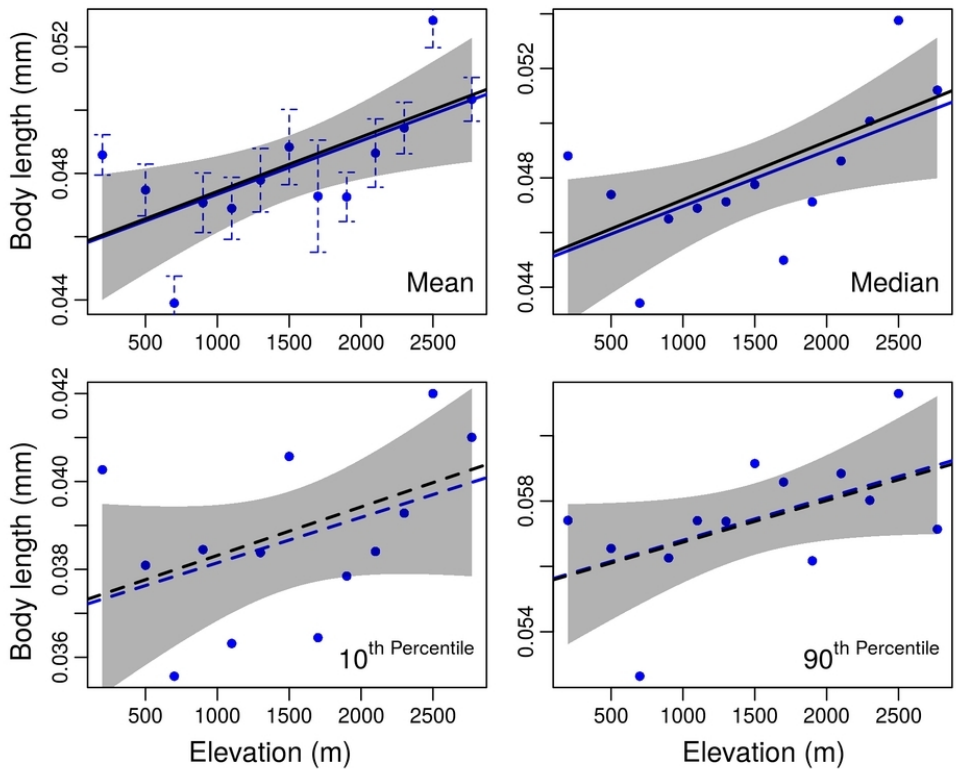 Body length (mm)
0.052
0.048
0.044
Mean
500 1000 1500 2000 2500
Body length (mm)
0.052
0.048
0.044
Median
500 1000 1500 2000 2500
Body length (mm)
0.042
0.040
0.038
0.036
10th Percentile
500 1000 1500 2000 2500
Elevation (m)
0.058
0.054
90th Percentile
500 1000 1500 2000 2500
Elevation (m)